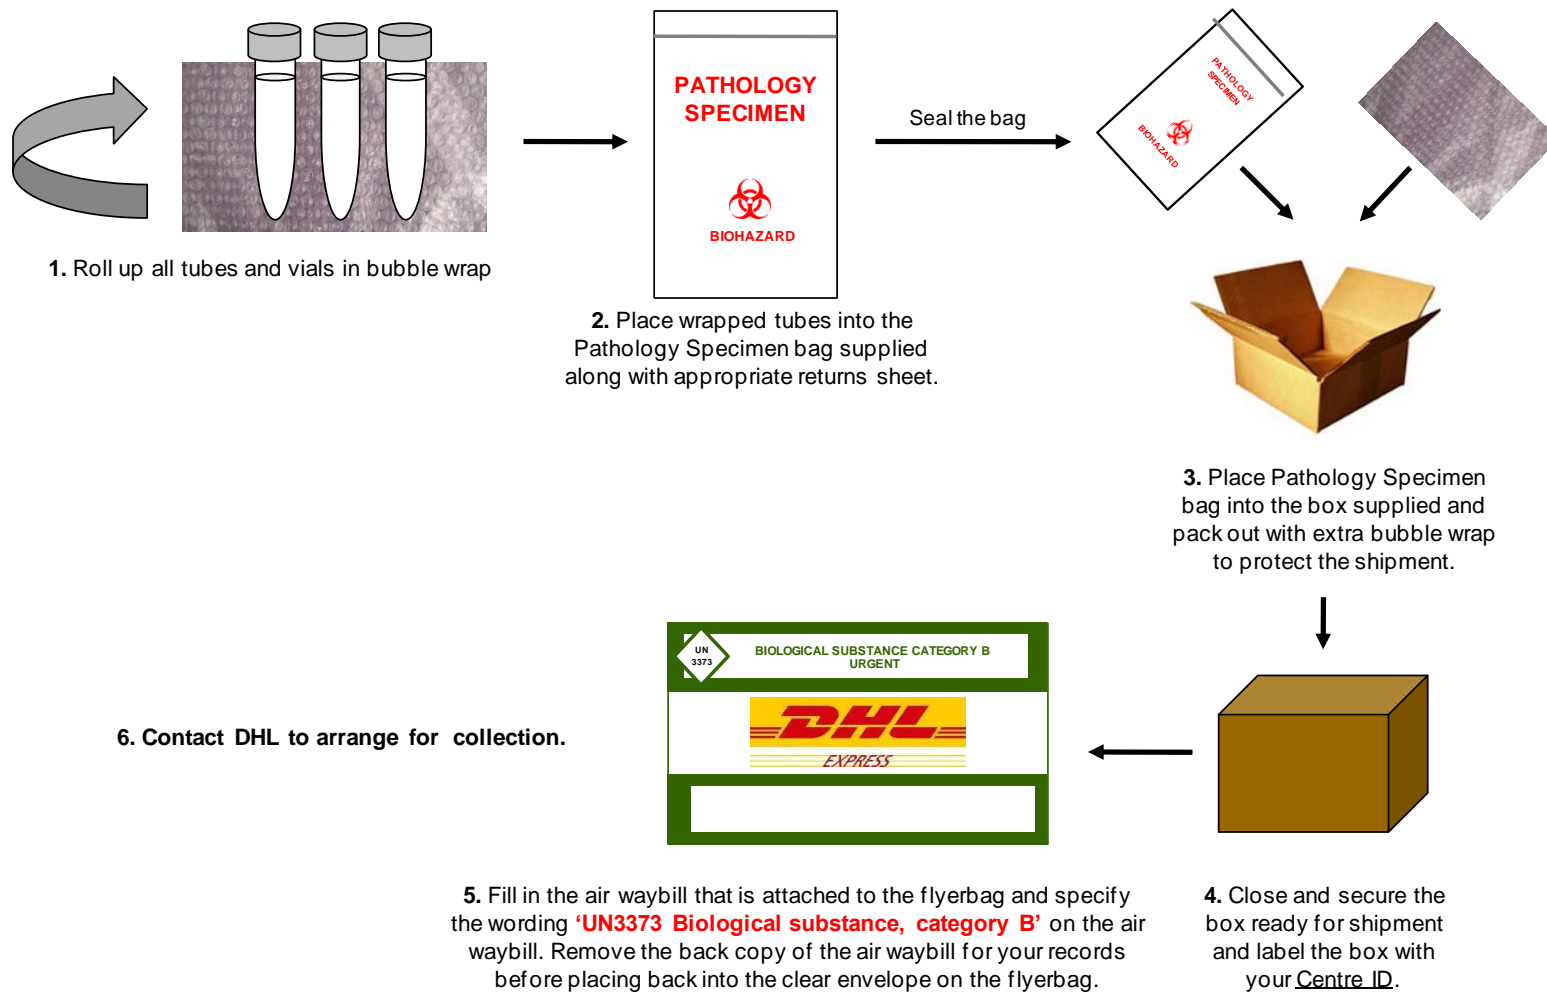 PATHOLOGY
SPECIMEN
BIOHAZARD
Seal the bag
PATHOLOGY
SPECIMEN
BIOHAZARD
1. Roll up all tubes and vials in bubble wrap
2. Place wrapped tubes into the
Pathology Specimen bag supplied
along with appropriate returns sheet.
3. Place Pathology Specimen
bag into the box supplied and
pack out with extra bubble wrap
to protect the shipment.
UN
3373
BIOLOGICAL SUBSTANCE CATEGORY B
URGENT
DHL
EXPRESS
6. Contact DHL to arrange for collection.
5. Fill in the air waybill that is attached to the flyerbag and specify
the wording ‘UN3373 Biological substance, category B’ on the air
waybill. Remove the back copy of the air waybill for your records
before placing back into the clear envelope on the flyerbag.
4. Close and secure the
box ready for shipment
and label the box with
your Centre ID.